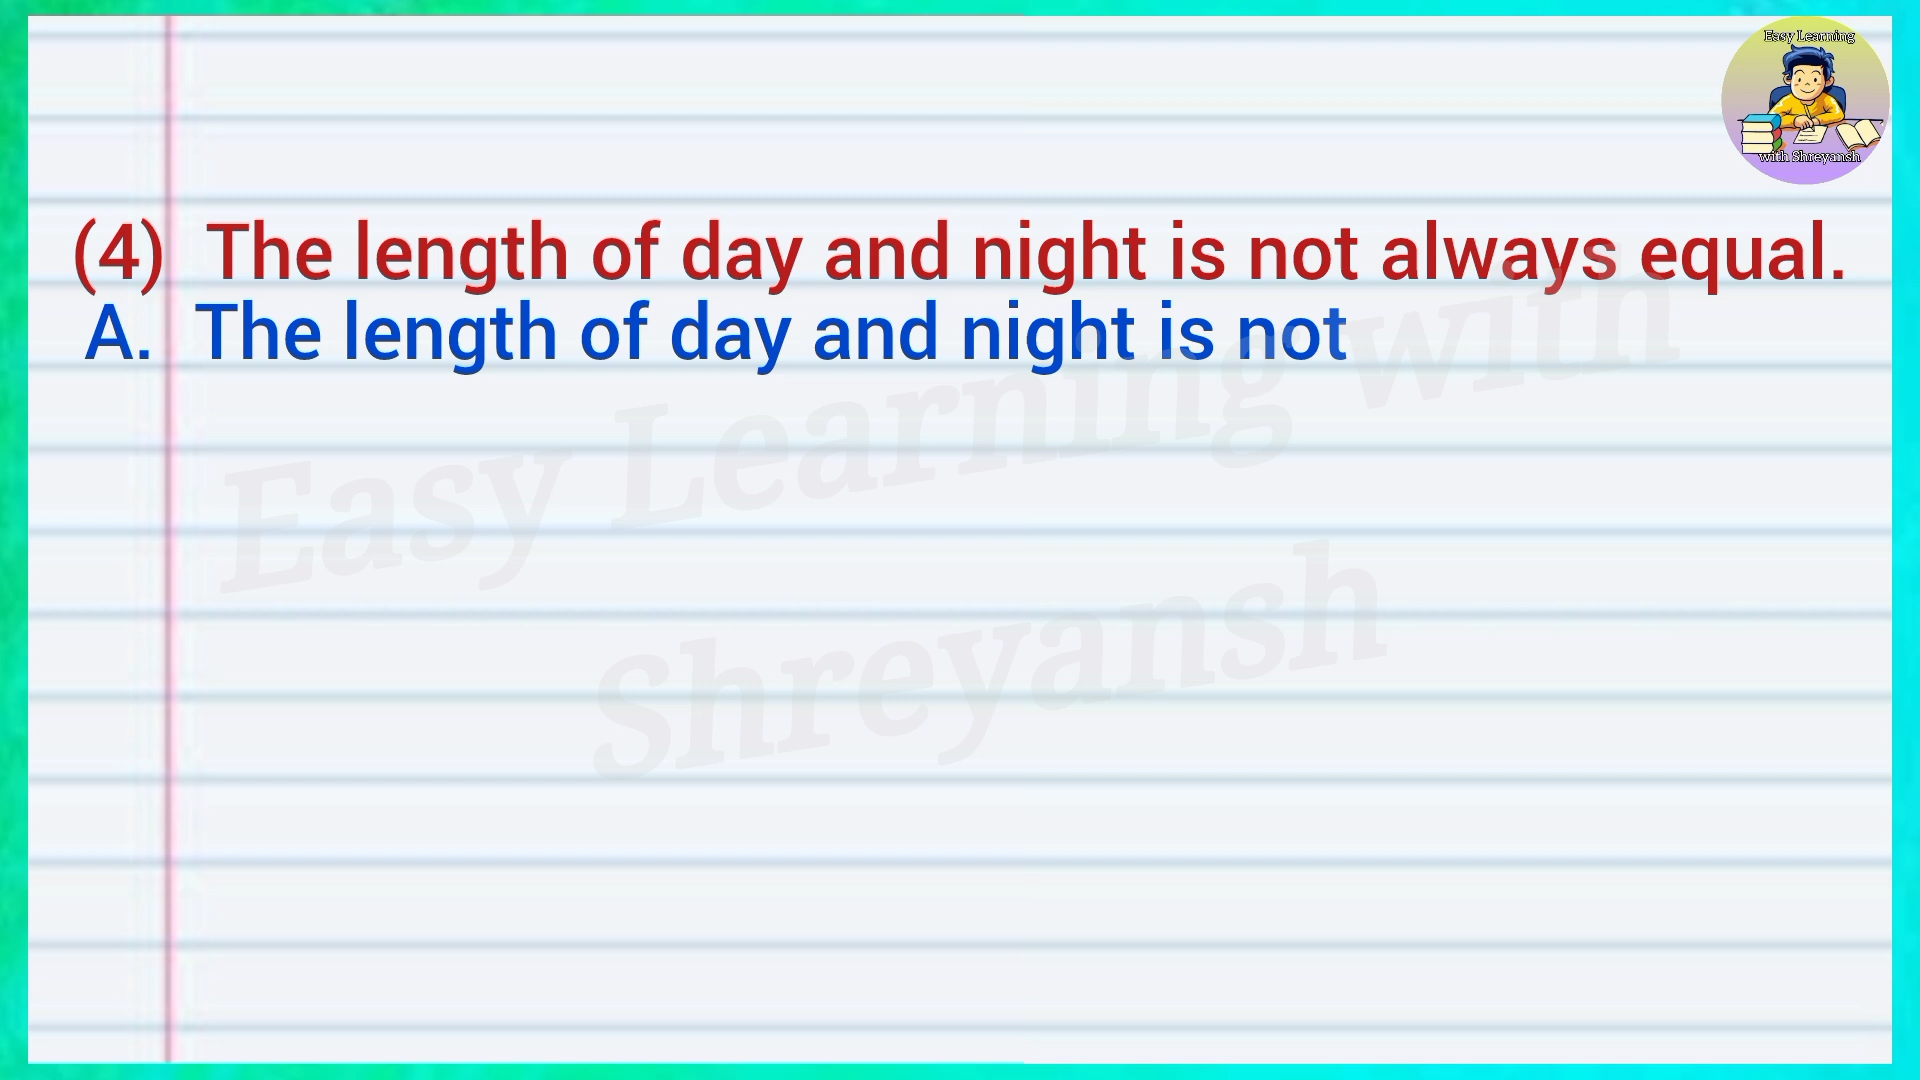 Easy Learning
with Shreyansh
(4) The length of day and night is not always equal.
A. The length of day and night is not
Easy Learning with
Shreyansh